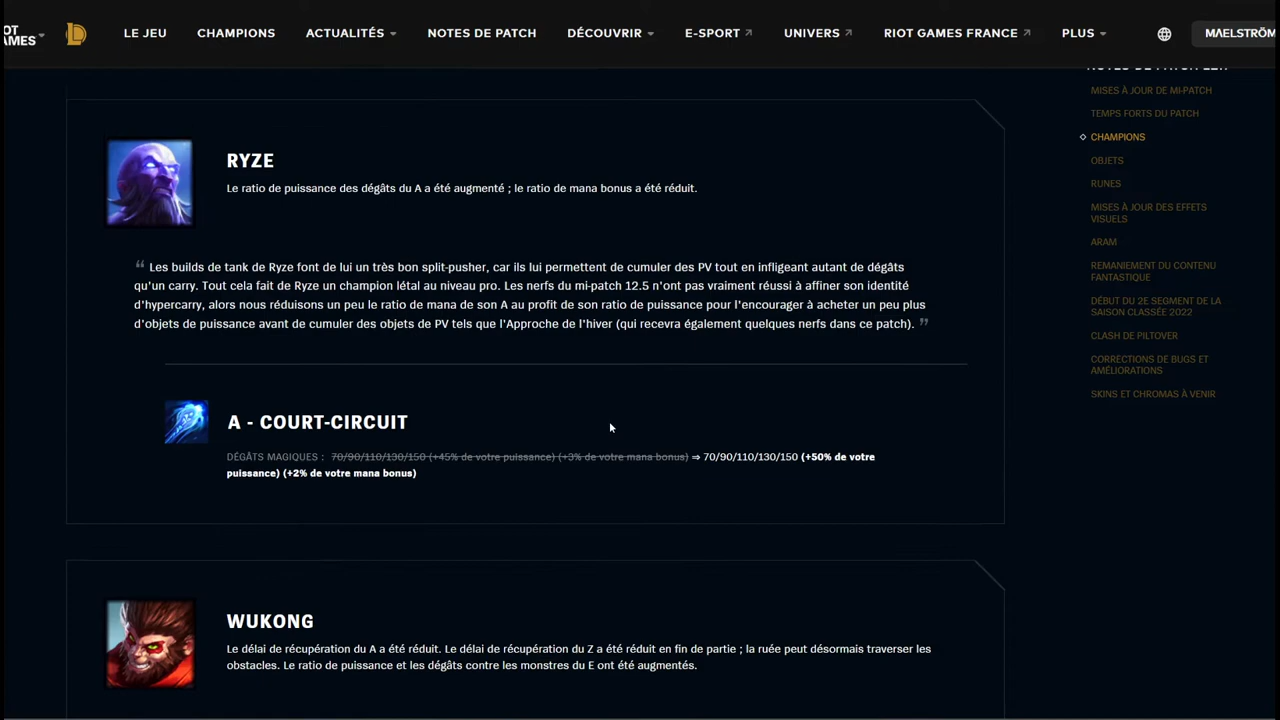 LE JEU CHAMPIONS ACTUALITÉS NOTES DE PATCH DÉCOUVRIR E-SPORT UNIVERS RIOT GAMES FRANCE PLUS
RYZE
Le ratio de puissance des dégâts du A a été augmenté ; le ratio de mana bonus a été réduit.
“ Les builds de tank de Ryze font de lui un très bon split-pusher, car ils lui permettent de cumuler des PV tout en infligeant autant de dégâts
qu'un carry. Tout cela fait de Ryze un champion létal au niveau pro. Les nerfs du mi-patch 12.5 n'ont pas vraiment réussi à affiner son identité
d'hypercarry, alors nous réduisons un peu le ratio de mana de son A au profit de son ratio de puissance pour l'encourager à acheter un peu plus
d'objets de puissance avant de cumuler des objets de PV tels que l'Approche de l'hiver (qui recevra également quelques nerfs dans ce patch). ”
A - COURT-CIRCUIT
DÉGÂTS MAGIQUES : 70/90/110/130/150 (+45% de votre puissance) (+3% de votre mana bonus) ⇒ 70/90/110/130/150 (+50% de votre
puissance) (+2% de votre mana bonus)
WUKONG
Le délai de récupération du A a été réduit. Le délai de récupération du Z a été réduit en fin de partie ; la ruée peut désormais traverser les
obstacles. Le ratio de puissance et les dégâts contre les monstres du E ont été augmentés.
MISES À JOUR DE MI-PATCH
TEMPS FORTS DU PATCH
CHAMPIONS
OBJETS
RUNES
MISES À JOUR DES EFFETS
VISUELS
ARAM
REMANIEMENT DU CONTENU
FANTASTIQUE
DÉBUT DU 2E SEGMENT DE LA
SAISON CLASSÉE 2022
CLASH DE PILTOVER
CORRECTIONS DE BUGS ET
AMÉLIORATIONS
SKINS ET CHROMAS À VENIR